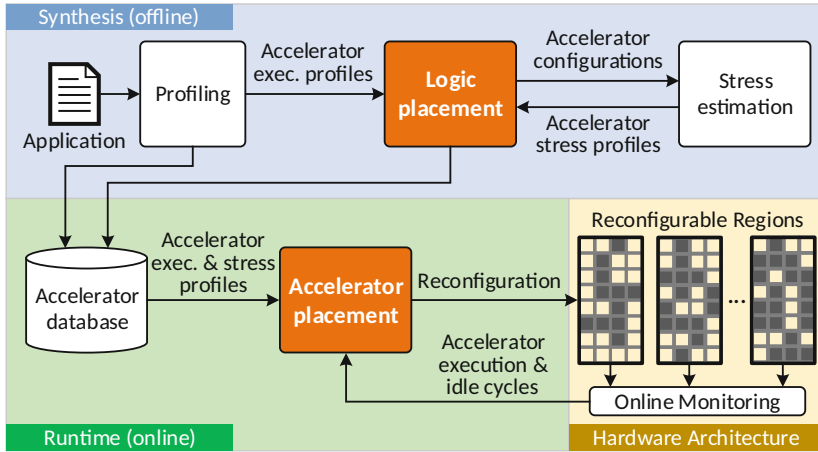 Synthesis (offline)
Application
Profiling
Accelerator
exec. profiles
Logic
placement
Accelerator
configurations
Accelerator
stress profiles
Stress
estimation
Accelerator
database
Accelerator
exec. & stress
profiles
Accelerator
placement
Reconfiguration
Accelerator
execution &
idle cycles
Reconfigurable Regions
...
Online Monitoring
Runtime (online)
Hardware Architecture